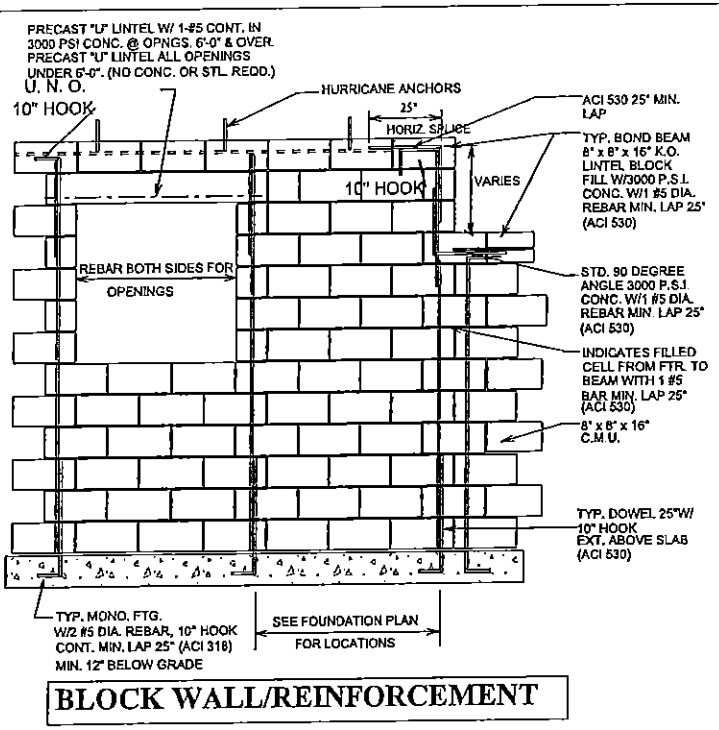 PRECAST "U" LINTEL W/ 1-#5 CONT. IN
3000 PSI CONC. @ OPNGS. 6'-0" & OVER.
PRECAST "U" LINTEL ALL OPENINGS
UNDER 6'-0". (NO CONC. OR STL. REQD.)
U. N. O.
10" HOOK
HURRICANE ANCHORS
25"
HORIZ. SPLICE
10" HOOK
VARIES
ACI 530 25" MIN.
LAP
TYP. BOND BEAM
8" x 8" x 16" K.O.
LINTEL BLOCK
FILL W/3000 P.S.I.
CONC. W/1 #5 DIA.
REBAR MIN. LAP 25"
(ACI 530)
REBAR BOTH SIDES FOR
OPENINGS
STD. 90 DEGREE
ANGLE 3000 P.S.I.
CONC. W/1 #5 DIA.
REBAR MIN. LAP 25"
(ACI 530)
INDICATES FILLED
CELL FROM FTR. TO
BEAM WITH 1 #5
BAR MIN. LAP 25"
(ACI 530)
8" x 8" x 16"
C.M.U.
TYP. DOWEL 25"W/
10" HOOK
EXT. ABOVE SLAB
(ACI 530)
TYP. MONO. FTG.
W/2 #5 DIA. REBAR, 10" HOOK
CONT. MIN. LAP 25" (ACI 318)
MIN. 12" BELOW GRADE
SEE FOUNDATION PLAN
FOR LOCATIONS
BLOCK WALL/REINFORCEMENT